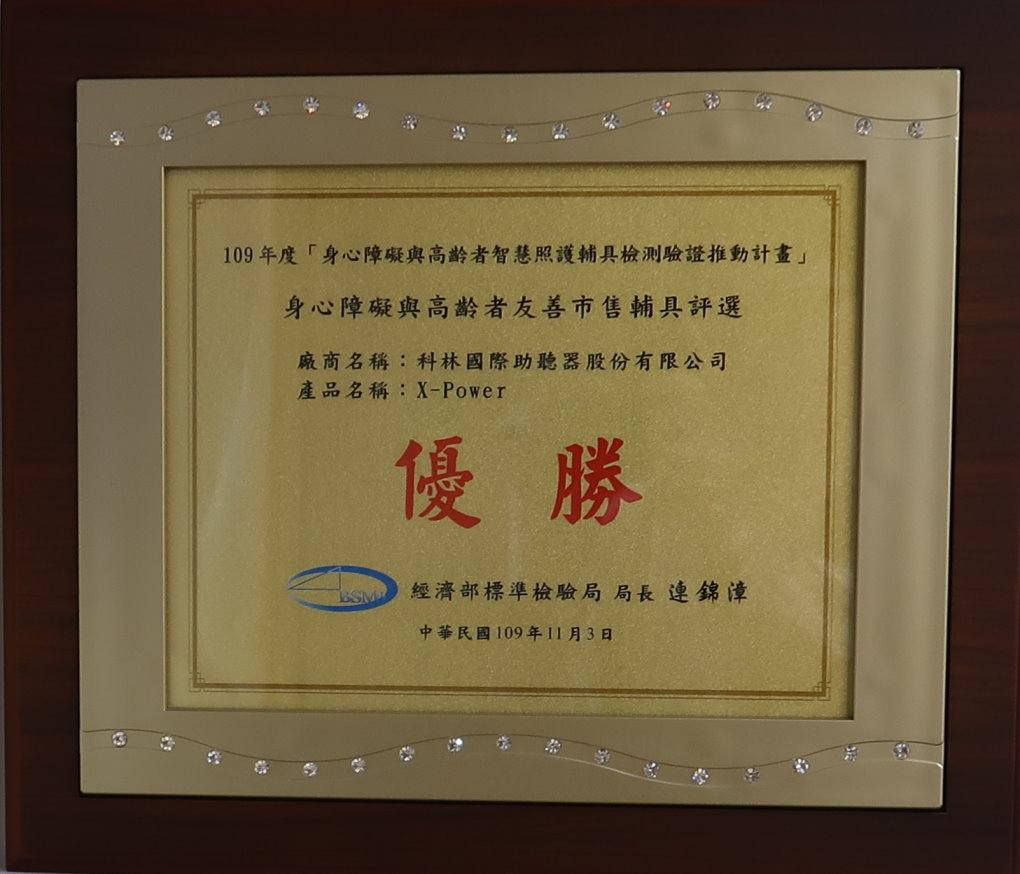 109年度「身心障礙與高齡者智慧照護輔具檢測驗證推動計畫」
身心障礙與高齡者友善市售輔具評選
廠商名稱：科林國際助聽器股份有限公司
產品名稱：X-Power
優勝
BSMI 經濟部標準檢驗局 局長 連錦漳
中華民國109年11月3日